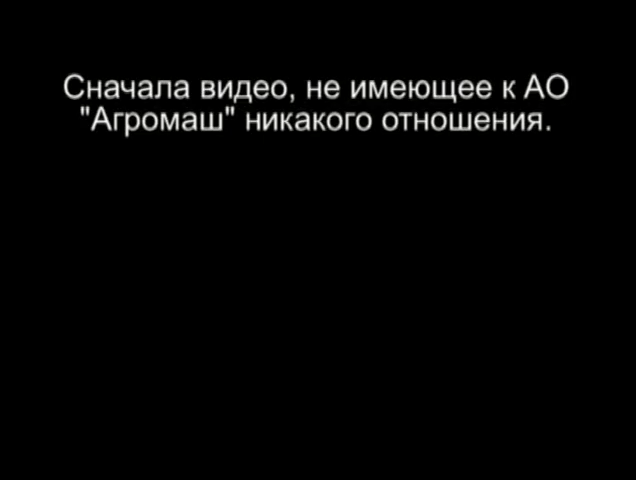 Сначала видео, не имеющее к АО
"Агромаш" никакого отношения.